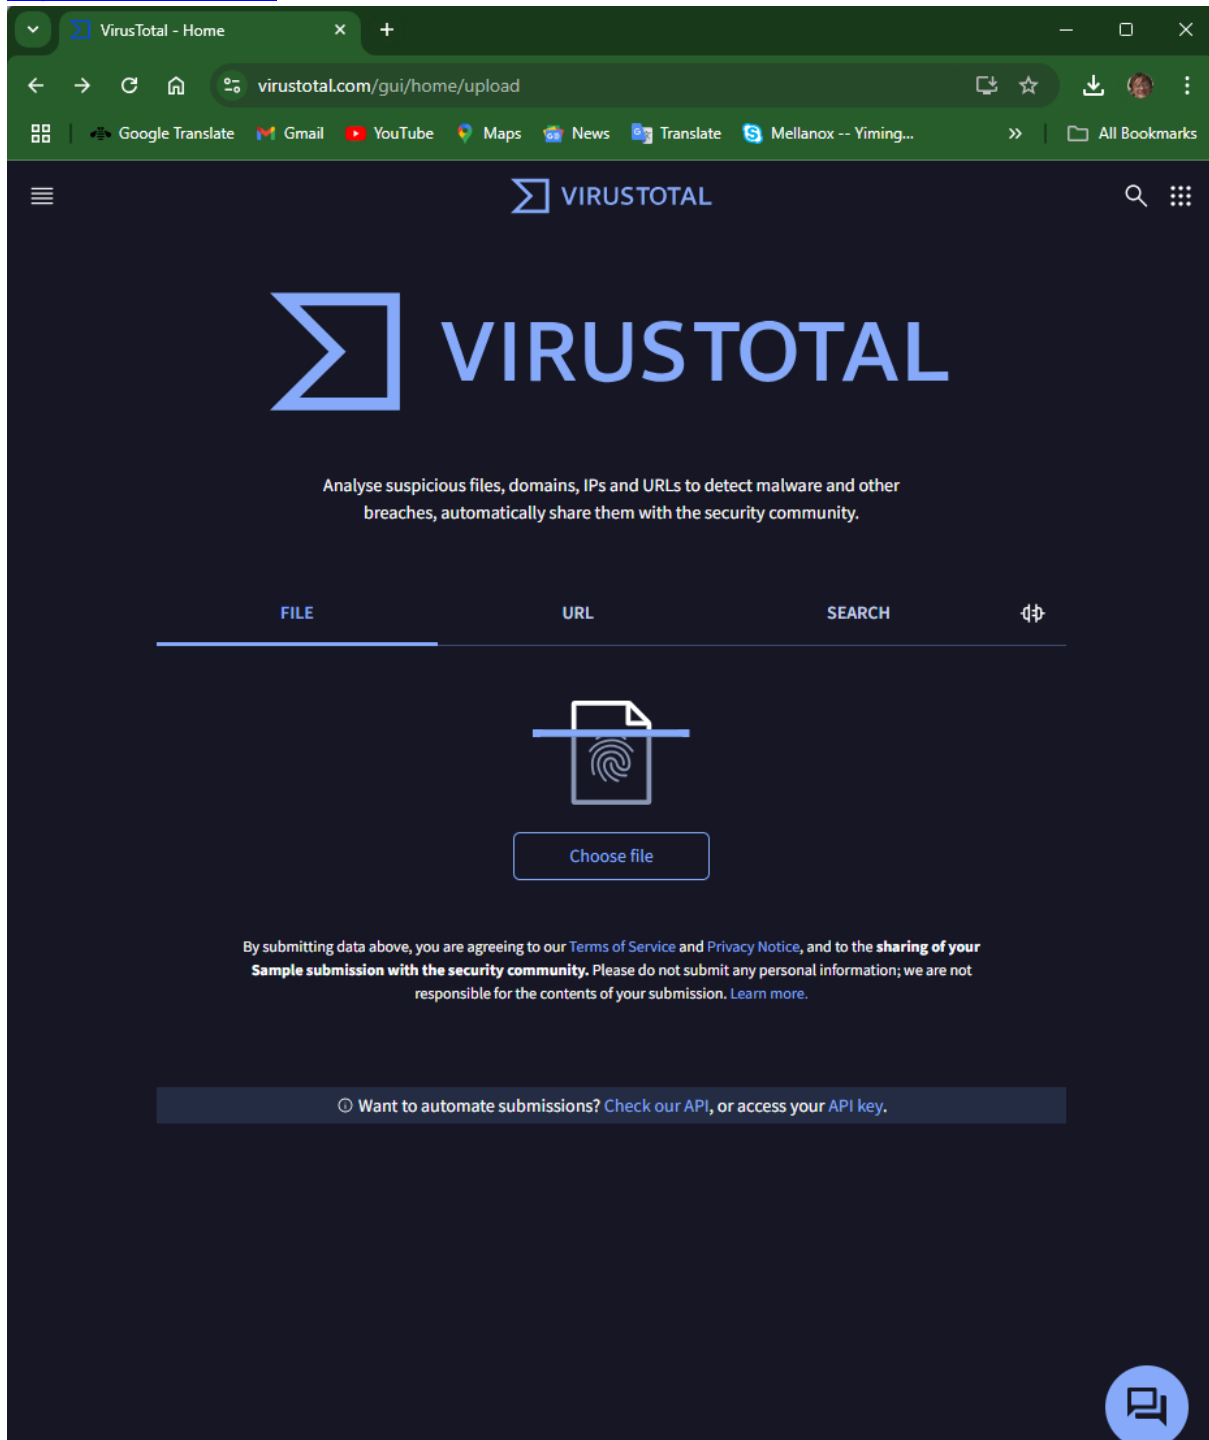 VirusTotal - Home
virustotal.com/gui/home/upload
Google Translate Gmail YouTube Maps News Translate Mellanox -- Yiming... » All Bookmarks
VIRUSTOTAL
VIRUSTOTAL
Analyse suspicious files, domains, IPs and URLs to detect malware and other
breaches, automatically share them with the security community.
FILE URL SEARCH
Choose file
By submitting data above, you are agreeing to our Terms of Service and Privacy Notice, and to the sharing of your
Sample submission with the security community. Please do not submit any personal information; we are not
responsible for the contents of your submission. Learn more.
Want to automate submissions? Check our API, or access your API key.